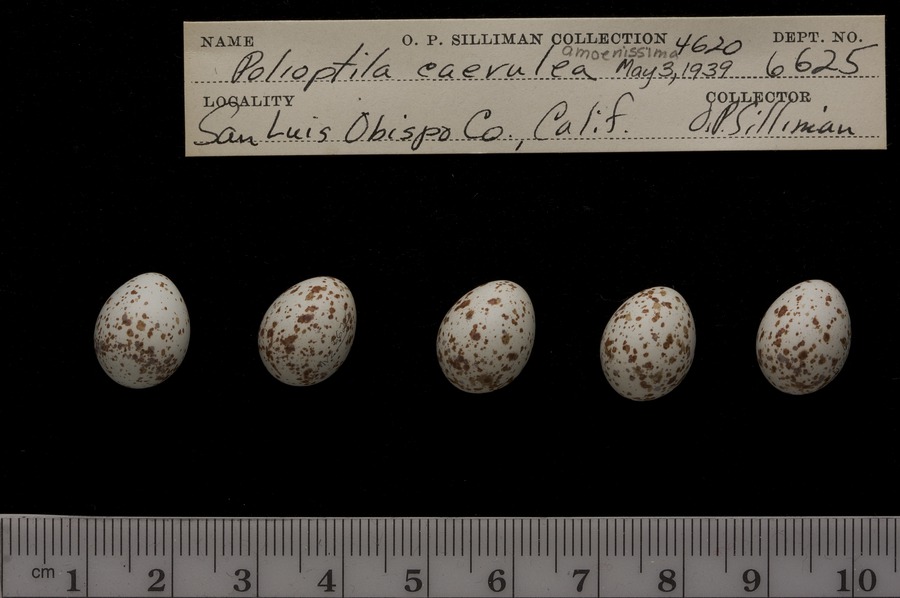 NAME O. P. SILLIMAN COLLECTION 4620 DEPT. NO.
amoenissima
Polioptila caerulea May 3, 1939 6625
LOCALITY COLLECTOR
San Luis Obispo Co., Calif. O.P. Silliman
cm 1 2 3 4 5 6 7 8 9 10